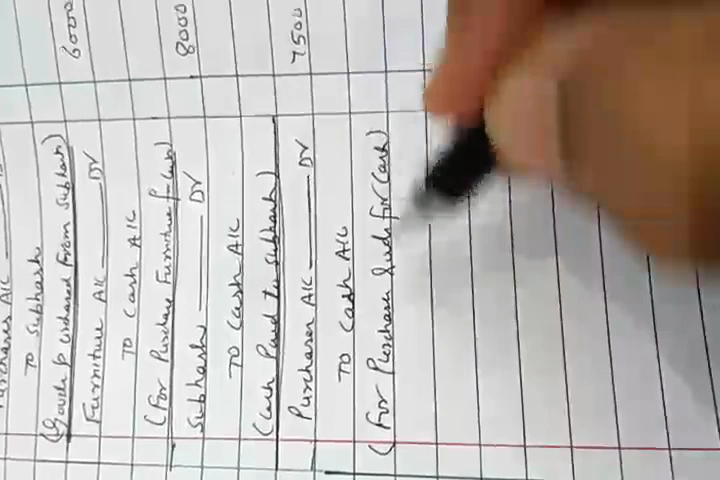 Purchases A/C
To Subhash
(Goods Purchased From Subhash)
Furniture A/C Dr 6000
To Cash A/C
(For Purchase Furniture for Cash)
Subhash Dr 8000
To Cash A/C
(Cash Paid to Subhash)
Purchases A/C Dr 7500
To Cash A/C
(For Purchase Goods for Cash)